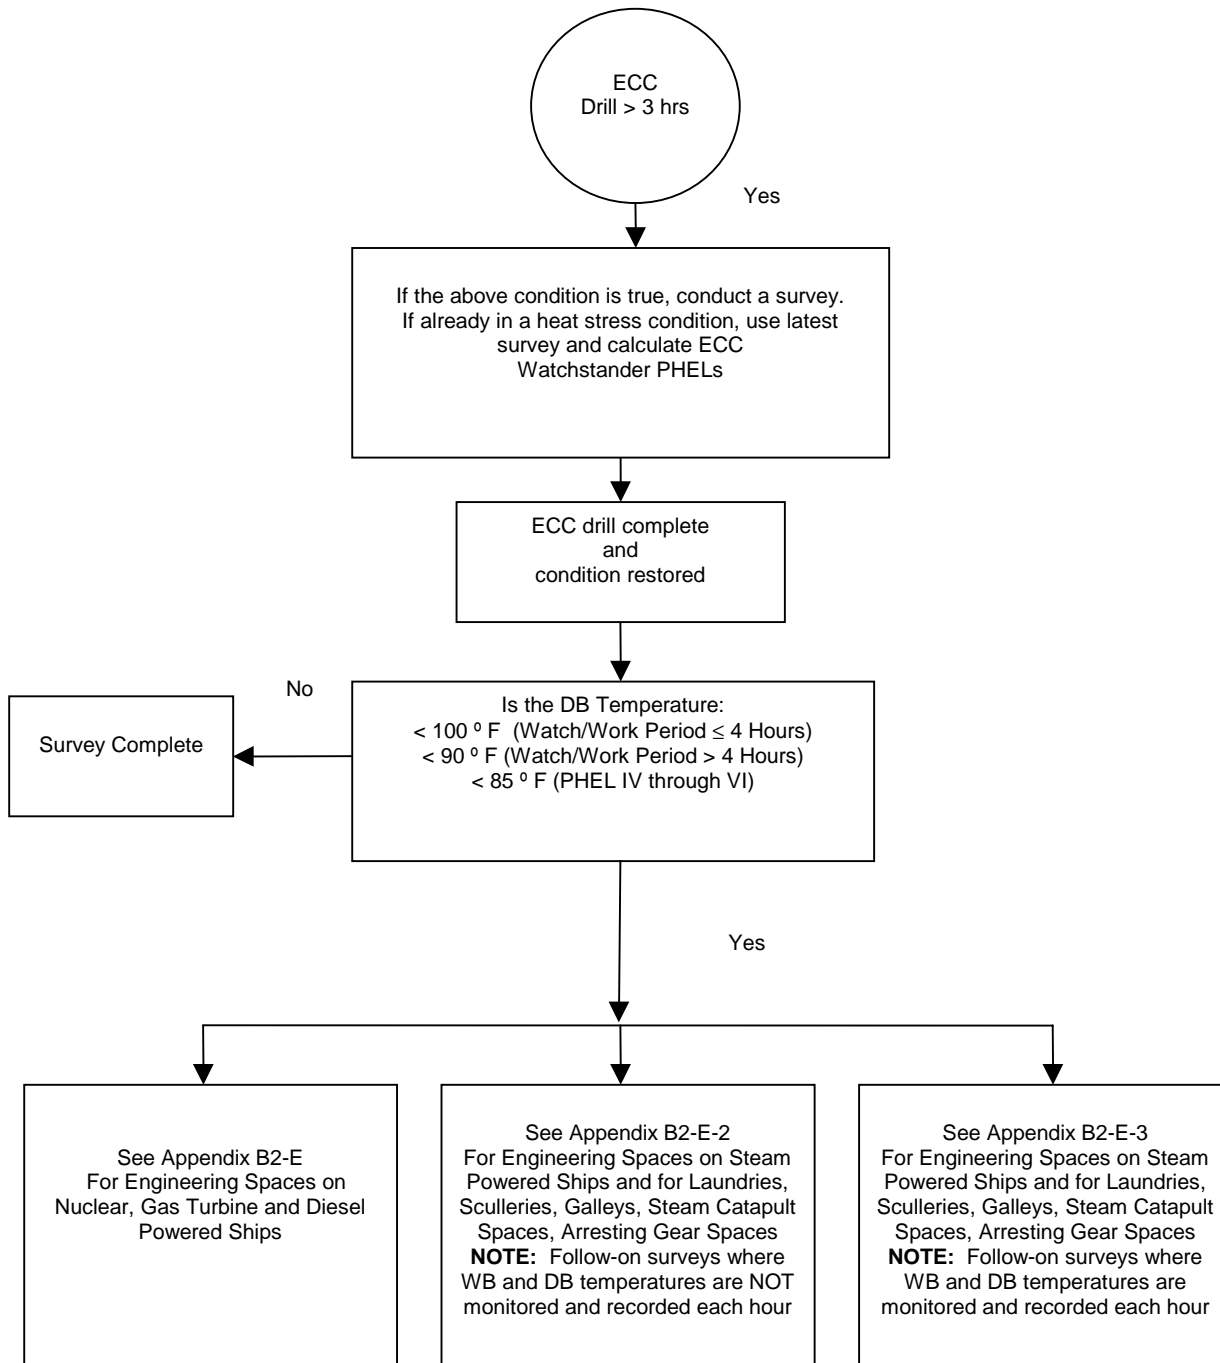 ECC
Drill > 3 hrs
Yes
If the above condition is true, conduct a survey.
If already in a heat stress condition, use latest
survey and calculate ECC
Watchstander PHELs
ECC drill complete
and
condition restored
No
Survey Complete
Is the DB Temperature:
< 100 º F  (Watch/Work Period ≤ 4 Hours)
< 90 º F (Watch/Work Period > 4 Hours)
< 85 º F (PHEL IV through VI)
Yes
See Appendix B2-E
For Engineering Spaces on
Nuclear, Gas Turbine and Diesel
Powered Ships
See Appendix B2-E-2
For Engineering Spaces on Steam
Powered Ships and for Laundries,
Sculleries, Galleys, Steam Catapult
Spaces, Arresting Gear Spaces
NOTE:  Follow-on surveys where
WB and DB temperatures are NOT
monitored and recorded each hour
See Appendix B2-E-3
For Engineering Spaces on Steam
Powered Ships and for Laundries,
Sculleries, Galleys, Steam Catapult
Spaces, Arresting Gear Spaces
NOTE:  Follow-on surveys where
WB and DB temperatures are
monitored and recorded each hour